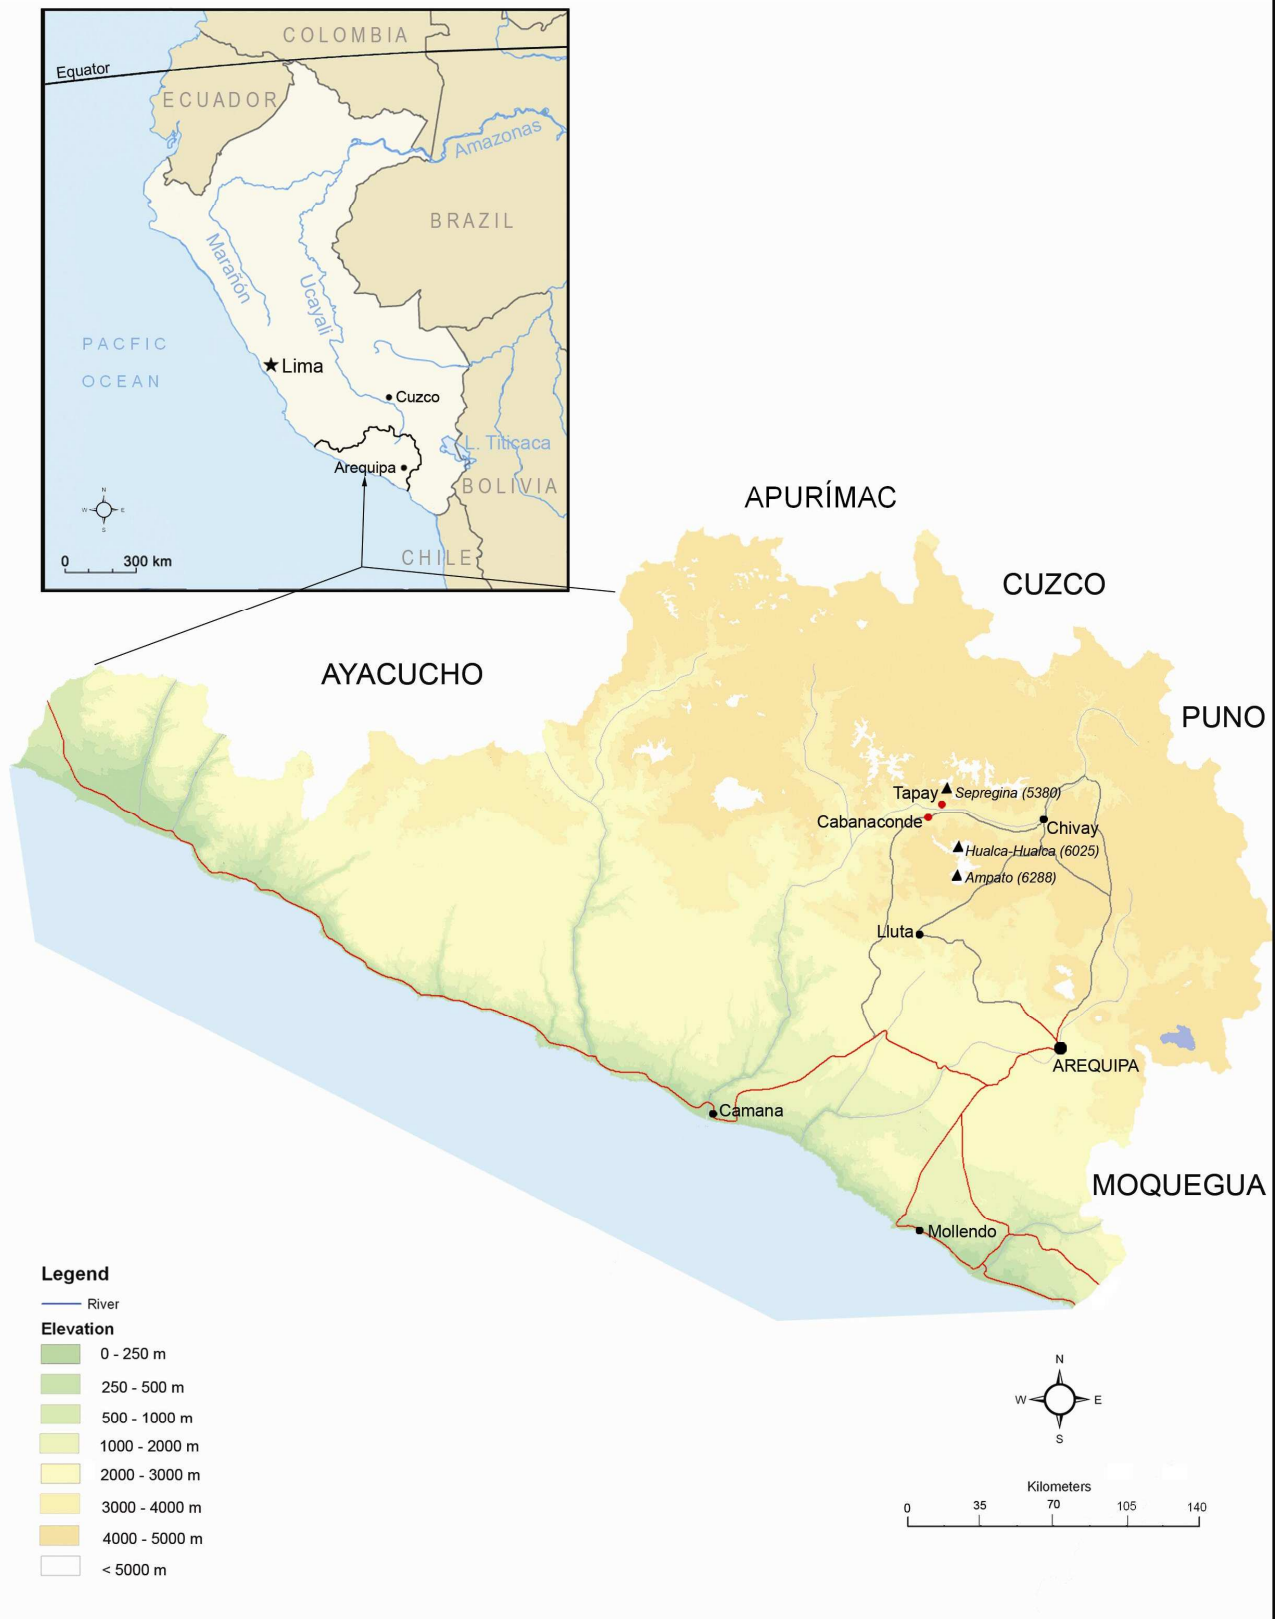 COLOMBIA
Equator
ECUADOR
Amazonas
BRAZIL
Marañón
Ucayali
PACFIC
OCEAN
Lima
Cuzco
L. Titicaca
Arequipa
BOLIVIA
N
W E
S
CHILE
0 300 km
APURÍMAC
CUZCO
AYACUCHO
PUNO
Tapay
Sepregina (5380)
Cabanaconde
Chivay
Hualca-Hualca (6025)
Ampato (6288)
Lluta
AREQUIPA
Camana
MOQUEGUA
Mollendo
Legend
River
Elevation
0 - 250 m
250 - 500 m
500 - 1000 m
1000 - 2000 m
2000 - 3000 m
3000 - 4000 m
4000 - 5000 m
< 5000 m
N
W E
S
Kilometers
0 35 70 105 140